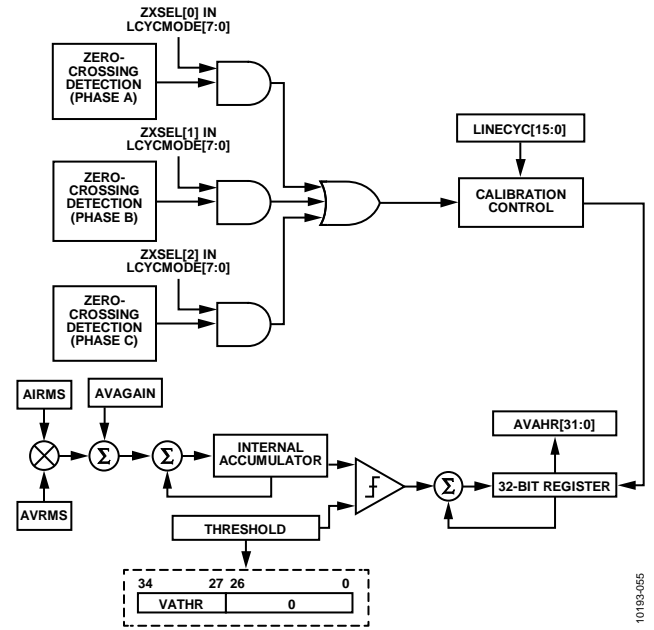 ZXSEL[0] IN
LCYCMODE[7:0]
ZERO-
CROSSING
DETECTION
(PHASE A)
ZXSEL[1] IN
LCYCMODE[7:0]
ZERO-
CROSSING
DETECTION
(PHASE B)
ZXSEL[2] IN
LCYCMODE[7:0]
ZERO-
CROSSING
DETECTION
(PHASE C)
LINECYC[15:0]
CALIBRATION
CONTROL
AIRMS
AVAGAIN
AVRMS
Σ
Σ
INTERNAL
ACCUMULATOR
THRESHOLD
34 27 26 0
VATHR 0
Σ
AVAHR[31:0]
32-BIT REGISTER
10193-055